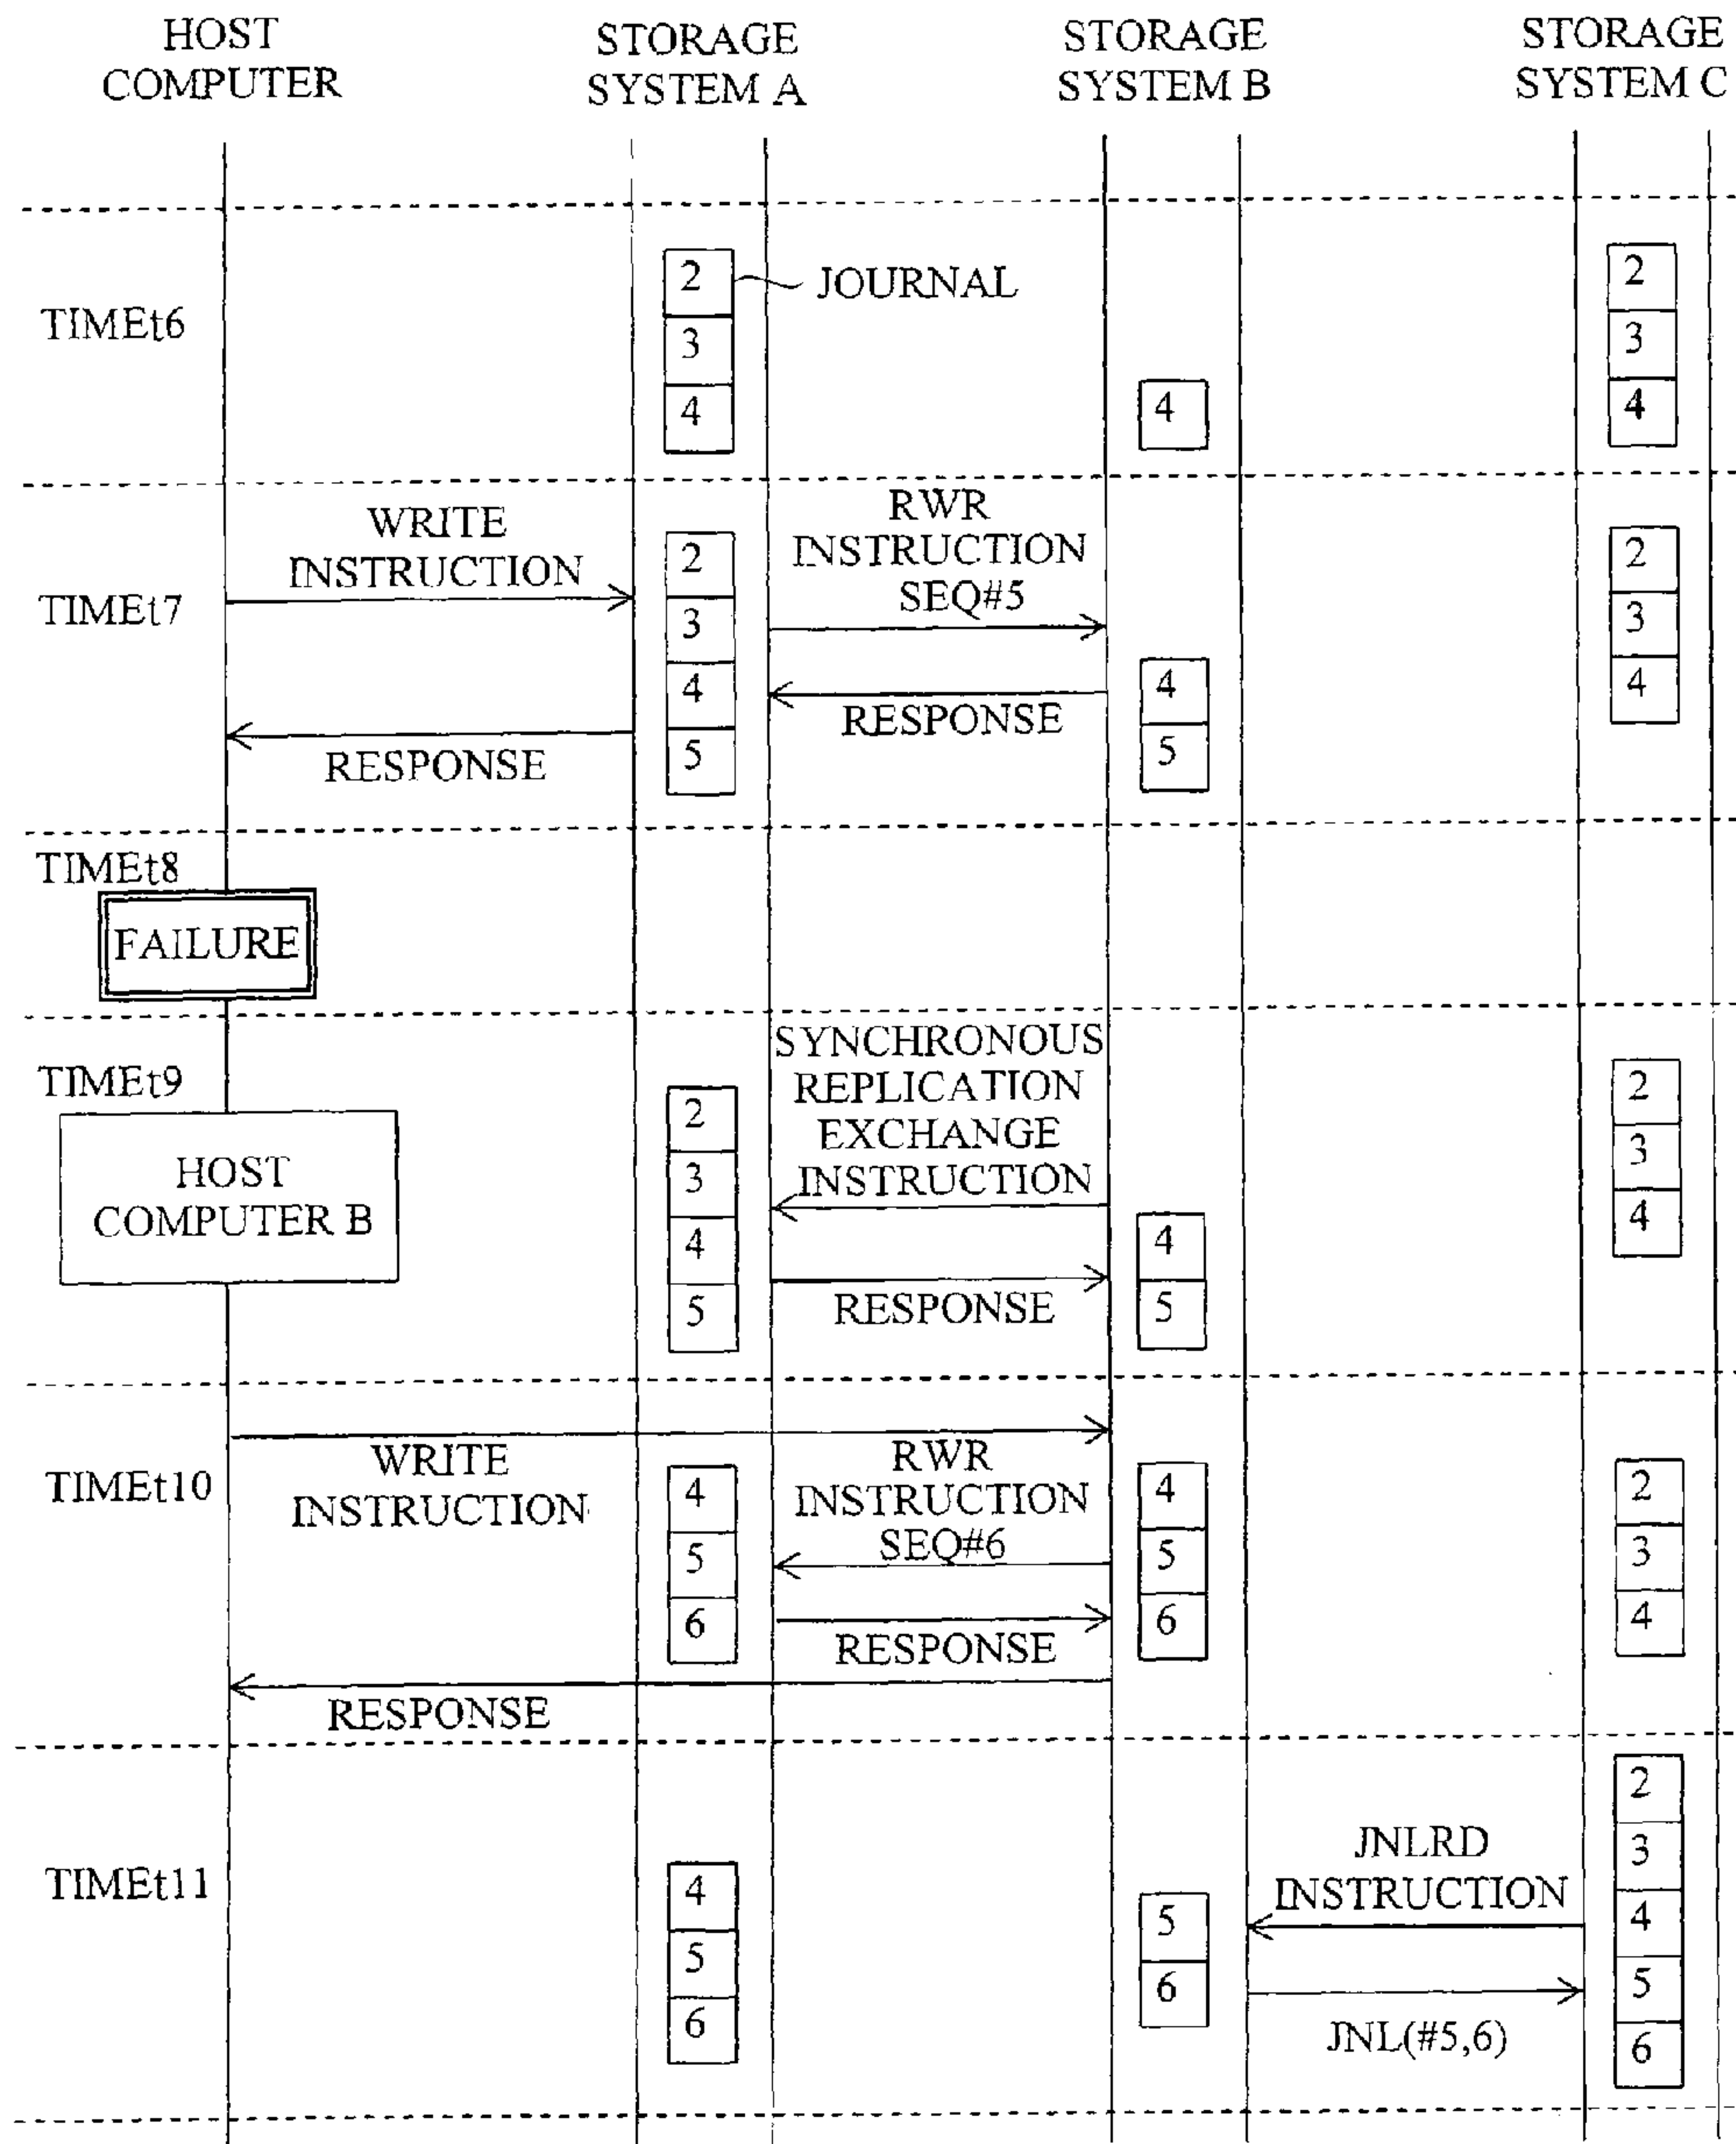 HOST
COMPUTER
STORAGE
SYSTEM A
STORAGE
SYSTEM B
STORAGE
SYSTEM C
TIMEt6
2
3
4
JOURNAL
4
2
3
4
TIMEt7
WRITE
INSTRUCTION
RESPONSE
2
3
4
5
RWR
INSTRUCTION
SEQ#5
RESPONSE
4
5
2
3
4
TIMEt8
FAILURE
TIMEt9
HOST
COMPUTER B
2
3
4
5
SYNCHRONOUS
REPLICATION
EXCHANGE
INSTRUCTION
RESPONSE
4
5
2
3
4
TIMEt10
WRITE
INSTRUCTION
RESPONSE
4
5
6
RWR
INSTRUCTION
SEQ#6
RESPONSE
4
5
6
2
3
4
TIMEt11
4
5
6
5
6
JNLRD
INSTRUCTION
JNL(#5,6)
2
3
4
5
6